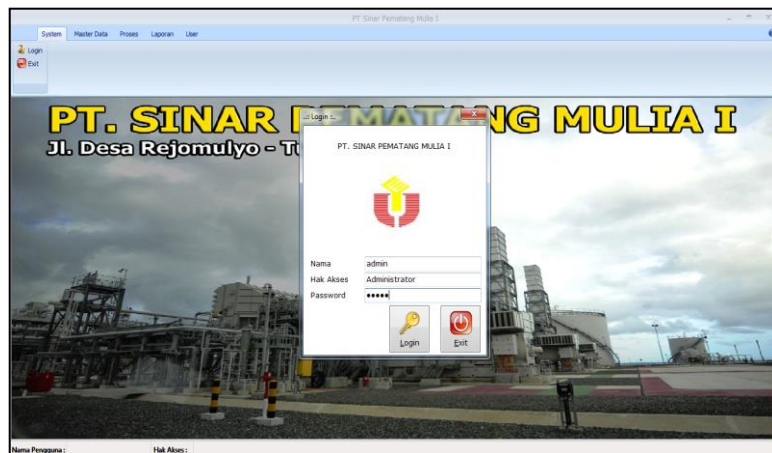 PT Sinar Pematang Mulia I
System Master Data Proses Laporan User
Login
Exit
PT. SINAR PEMATANG MULIA I
Jl. Desa Rejomulyo - T
..: Login :..
PT. SINAR PEMATANG MULIA I
Nama admin
Hak Akses Administrator
Password
Login Exit
Nama Pengguna : Hak Akses :